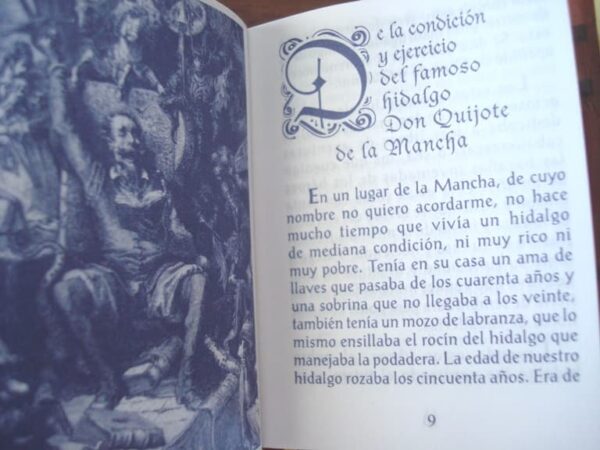 De la condición
y ejercicio
del famoso
hidalgo
Don Quijote
de la Mancha
En un lugar de la Mancha, de cuyo
nombre no quiero acordarme, no hace
mucho tiempo que vivía un hidalgo
de mediana condición, ni muy rico ni
muy pobre. Tenía en su casa un ama de
llaves que pasaba de los cuarenta años y
una sobrina que no llegaba a los veinte,
también tenía un mozo de labranza, que lo
mismo ensillaba el rocín del hidalgo que
manejaba la podadera. La edad de nuestro
hidalgo rozaba los cincuenta años. Era de
9